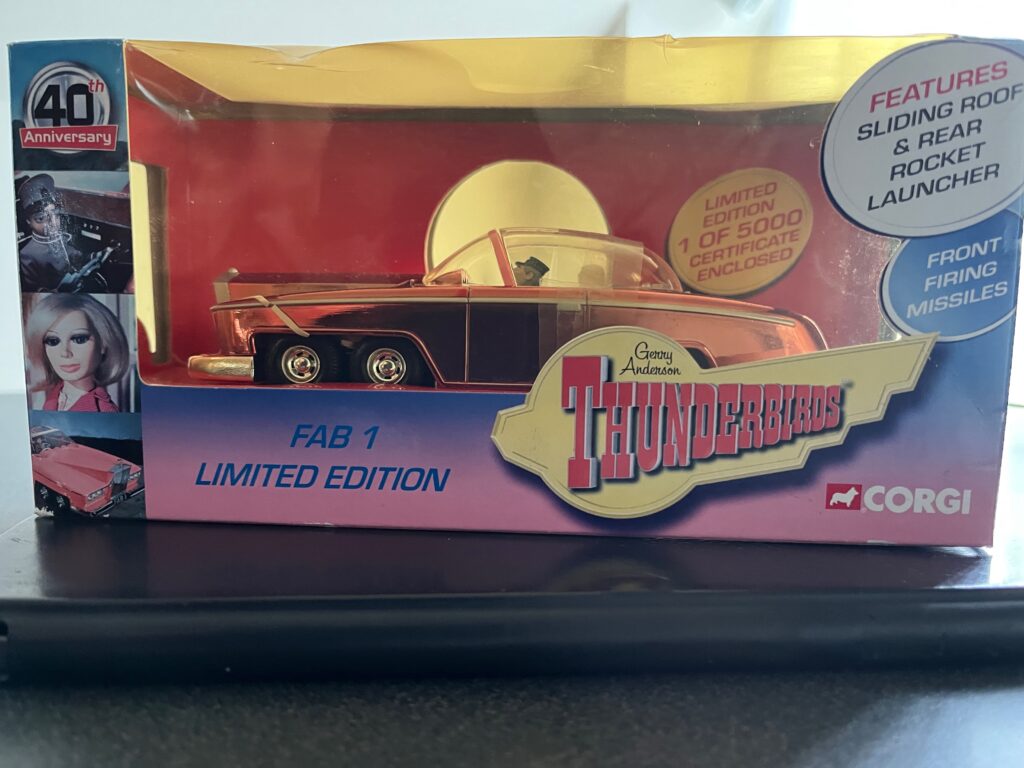 40th
Anniversary
LIMITED
EDITION
1 OF 5000
CERTIFICATE
ENCLOSED
FEATURES
SLIDING ROOF
& REAR
ROCKET
LAUNCHER
FRONT
FIRING
MISSILES
Gerry
Anderson
THUNDERBIRDS™
FAB 1
LIMITED EDITION
CORGI